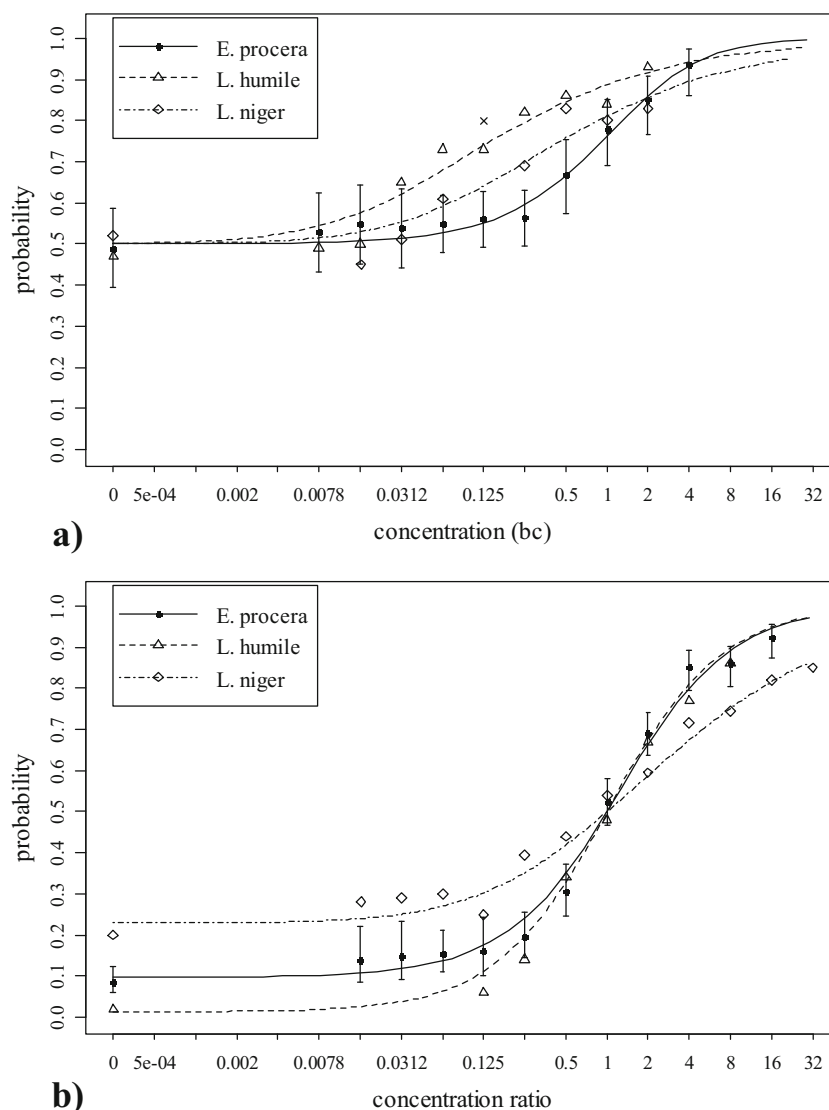 1.0
0.9
0.8
0.7
0.6
0.5
0.4
0.3
0.2
0.1
0.0
probability
E. procera
L. humile
L. niger
0 5e-04 0.002 0.0078 0.0312 0.125 0.5 1 2 4 8 16 32
concentration (bc)
a)
1.0
0.9
0.8
0.7
0.6
0.5
0.4
0.3
0.2
0.1
0.0
probability
E. procera
L. humile
L. niger
0 5e-04 0.002 0.0078 0.0312 0.125 0.5 1 2 4 8 16 32
concentration ratio
b)